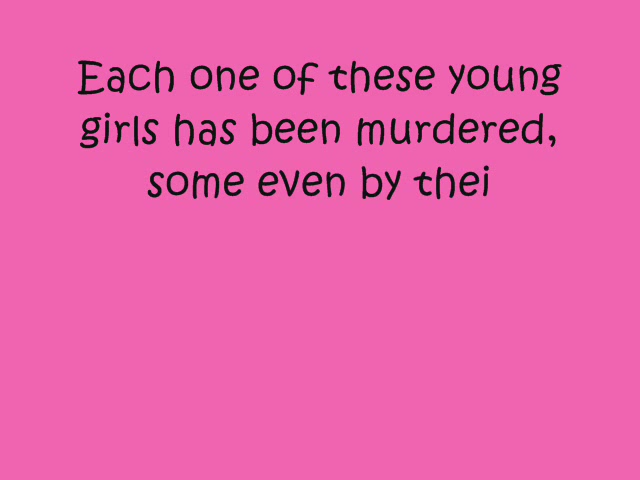 Each one of these young
girls has been murdered,
some even by thei